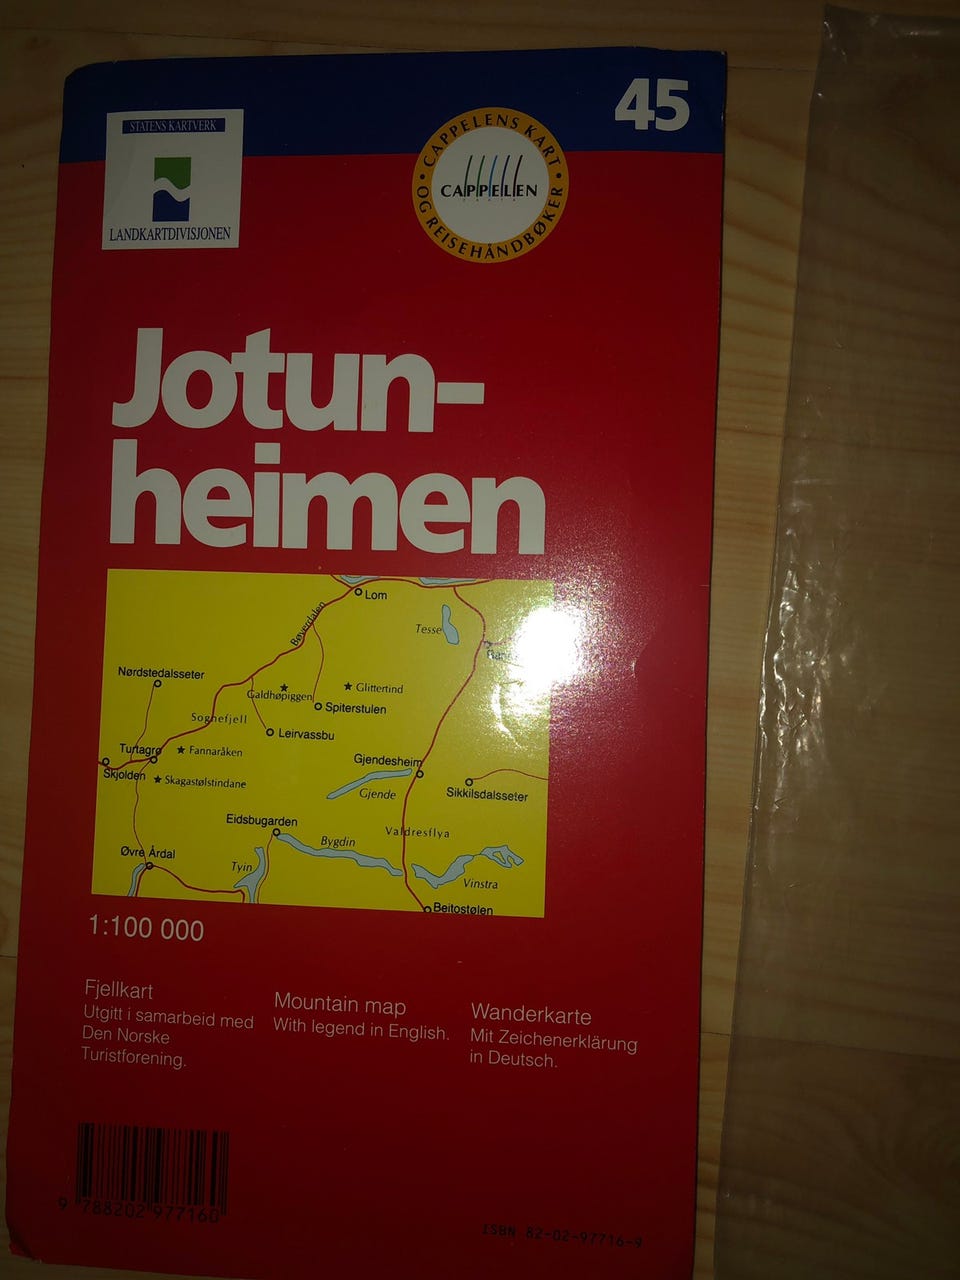 45
STATENS KARTVERK
LANDKARTDIVISJONEN
CAPPELENS KART
OG REISEHÅNDBØKER
CAPPELEN
Jotun-
heimen
Lom
Bøverdalen
Tesse
Nørdstedalsseter
Galdhøpiggen
Glittertind
Spiterstulen
Sognefjell
Leirvassbu
Turtagrø
Fannaråken
Skjolden
Skagastølstindane
Gjendesheim
Gjende
Sikkilsdalsseter
Eidsbugarden
Bygdin
Valdresflya
Øvre Årdal
Tyin
Vinstra
Beitostølen
1:100 000
Fjellkart
Utgitt i samarbeid med
Den Norske
Turistforening.
Mountain map
With legend in English.
Wanderkarte
Mit Zeichenerklärung
in Deutsch.
9 788202 977160
ISBN 82-02-97716-9